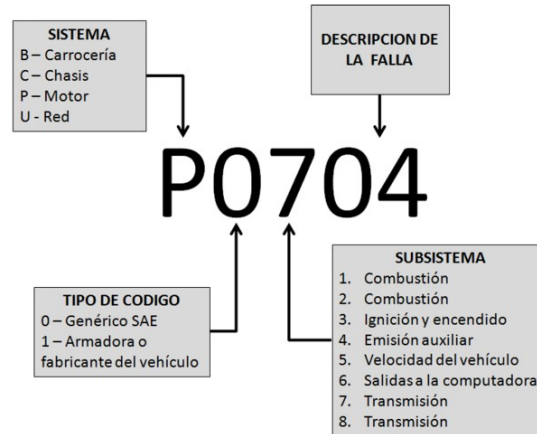 SISTEMA
B – Carrocería
C – Chasis
P – Motor
U - Red
DESCRIPCION DE
LA FALLA
P0704
TIPO DE CODIGO
0 – Genérico SAE
1 – Armadora o
fabricante del vehículo
SUBSISTEMA
1. Combustión
2. Combustión
3. Ignición y encendido
4. Emisión auxiliar
5. Velocidad del vehículo
6. Salidas a la computadora
7. Transmisión
8. Transmisión